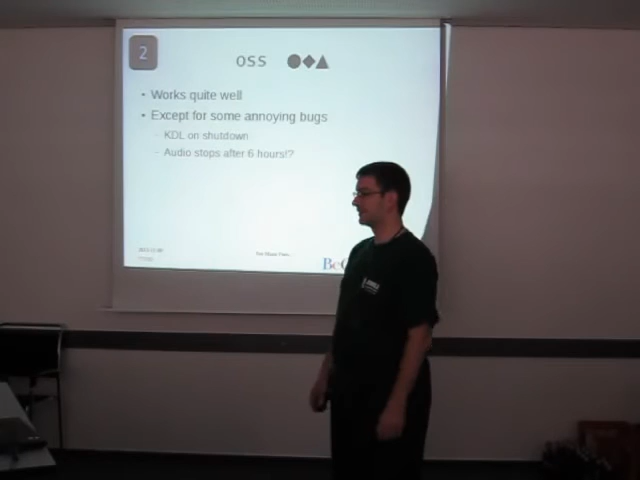 2
OSS
• Works quite well
• Except for some annoying bugs
– KDL on shutdown
– Audio stops after 6 hours!?